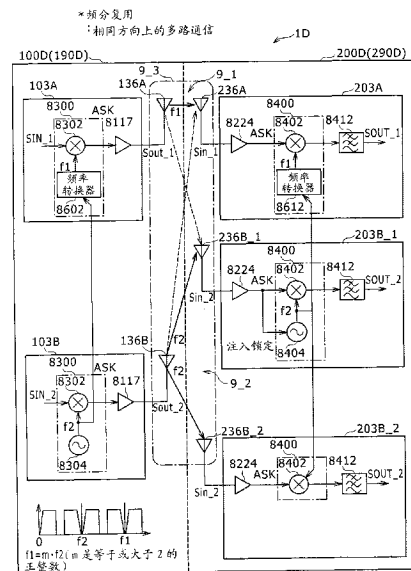 *频分复用
:相同方向上的多路通信
1D
100D(190D)
200D(290D)
9_3
9_1
136A
236A
103A
203A
8300
8302
ASK
8117
SIN_1
f1
Sout_1
频率
转换器
8602
f1
Sin_1
8224
ASK
8400
8402
8412
SOUT_1
f1
频率
转换器
8612
236B_1
203B_1
8224
ASK
8400
8402
8412
SOUT_2
Sin_2
f2
注入锁定
8404
136B
f2
f2
9_2
103B
8300
8302
ASK
8117
SIN_2
f2
Sout_2
8304
236B_2
203B_2
8224
ASK
8400
8402
8412
SOUT_2
Sin_2
0
f2
f1
f1=m·f2(m是等于或大于2的
正整数)